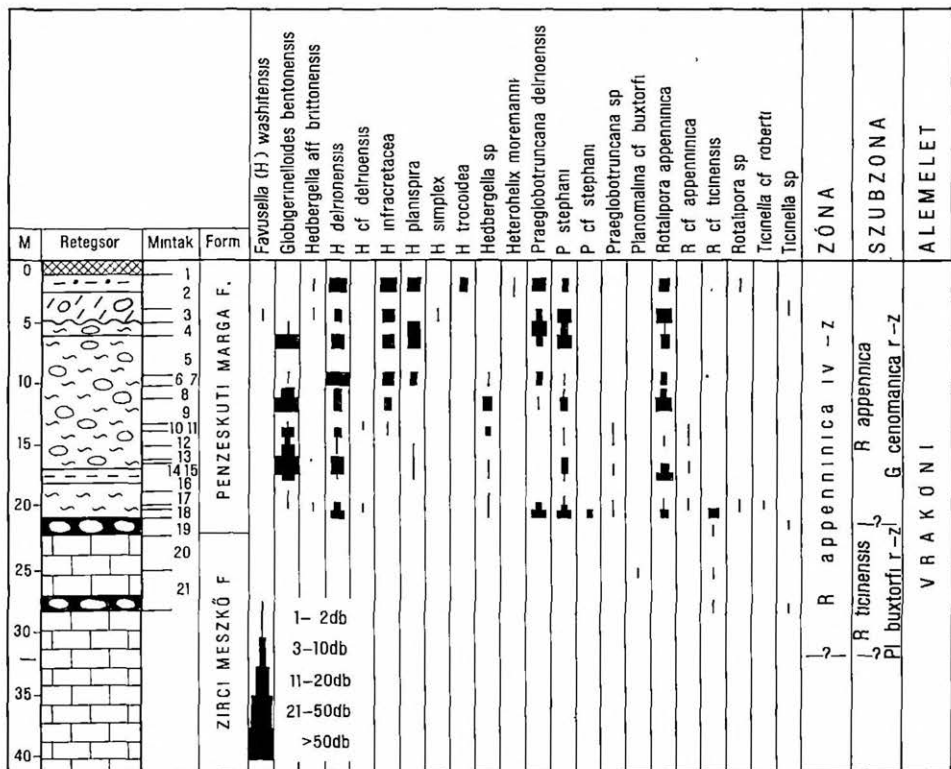 M
Retegsor
Mintak
Form
Favusella (H) washitensis
Globigerinelloides bentonensis
Hedbergella aff brittonensis
H delrionensis
H cf delrioensis
H infracretacea
H planispira
H simplex
H trocoidea
Hedbergella sp
Heterohelix moremanni
Praeglobotruncana delrioensis
P stephani
P cf stephani
Praeglobotruncana sp
Planomalina cf buxtorfi
Rotalipora appenninica
R cf appenninica
R cf ticinensis
Rotalipora sp
Ticinella cf roberti
Ticinella sp
ZÓNA
SZUBZONA
ALEMELET
0
5
10
15
20
30
35
40
1
2
3
4
5
6 7
8
9
10 11
12
13
14 15
16
17
18
19
20
21
PENZESKUTI MARGA F.
ZIRCI MESZKŐ F
1– 2db
3–10db
11–20db
21–50db
>50db
R appenninica IV –Z
—?—
R appennica
G cenomanica r–z
—?—
R ticinensis
Pl buxtorfi r–z
—?—
VRAKONI